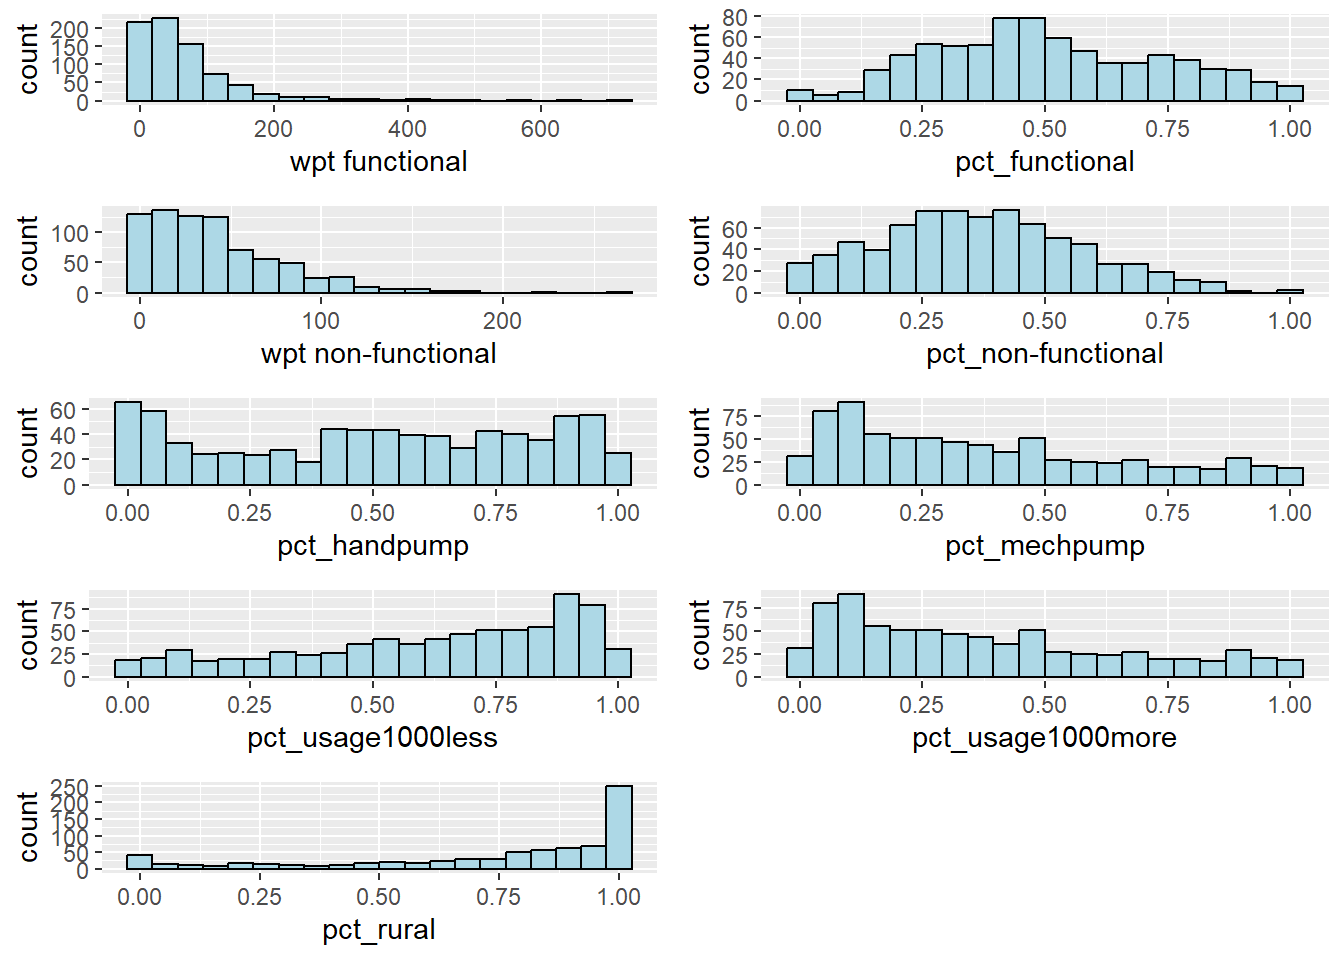 count
200
150
100
50
0
0 200 400 600
wpt functional
count
80
60
40
20
0
0.00 0.25 0.50 0.75 1.00
pct_functional
count
100
50
0
0 100 200
wpt non-functional
count
60
40
20
0
0.00 0.25 0.50 0.75 1.00
pct_non-functional
count
60
40
20
0
0.00 0.25 0.50 0.75 1.00
pct_handpump
count
75
50
25
0
0.00 0.25 0.50 0.75 1.00
pct_mechpump
count
75
50
25
0
0.00 0.25 0.50 0.75 1.00
pct_usage1000less
count
75
50
25
0
0.00 0.25 0.50 0.75 1.00
pct_usage1000more
count
250
200
150
100
50
0
0.00 0.25 0.50 0.75 1.00
pct_rural